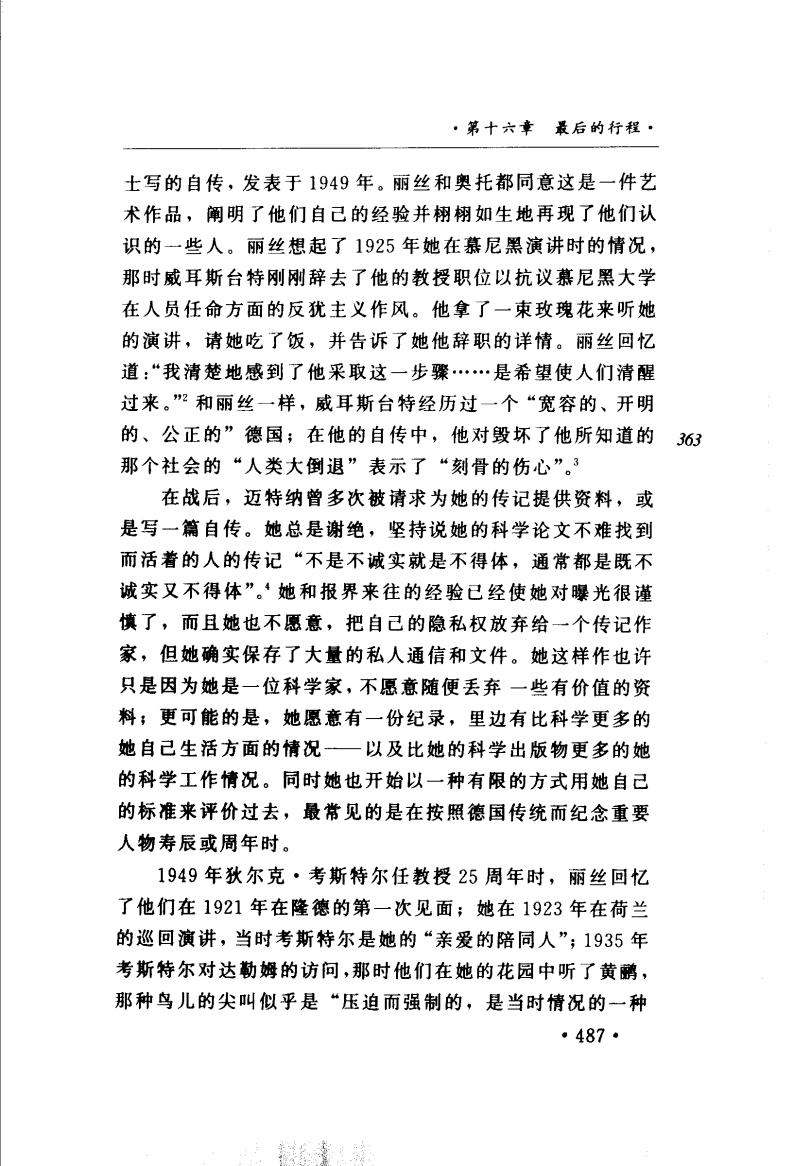 ·第十六章 最后的行程·
士写的自传，发表于 1949 年。丽丝和奥托都同意这是一件艺
术作品，阐明了他们自己的经验并栩栩如生地再现了他们认
识的一些人。丽丝想起了 1925 年她在慕尼黑演讲时的情况，
那时威耳斯台特刚刚辞去了他的教授职位以抗议慕尼黑大学
在人员任命方面的反犹主义作风。他拿了一束玫瑰花来听她
的演讲，请她吃了饭，并告诉了她他辞职的详情。丽丝回忆
道：“我清楚地感到了他采取这一步骤……是希望使人们清醒
过来。”2 和丽丝一样，威耳斯台特经历过一个“宽容的、开明
的、公正的”德国；在他的自传中，他对毁坏了他所知道的 363
那个社会的“人类大倒退”表示了“刻骨的伤心”。3
在战后，迈特纳曾多次被请求为她的传记提供资料，或
是写一篇自传。她总是谢绝，坚持说她的科学论文不难找到
而活着的人的传记“不是不诚实就是不得体，通常都是既不
诚实又不得体”。4 她和报界来往的经验已经使她对曝光很谨
慎了，而且她也不愿意，把自己的隐私权放弃给一个传记作
家，但她确实保存了大量的私人通信和文件。她这样作也许
只是因为她是一位科学家，不愿意随便丢弃 一些有价值的资
料；更可能的是，她愿意有一份纪录，里边有比科学更多的
她自己生活方面的情况——以及比她的科学出版物更多的她
的科学工作情况。同时她也开始以一种有限的方式用她自己
的标准来评价过去，最常见的是在按照德国传统而纪念重要
人物寿辰或周年时。
1949 年狄尔克·考斯特尔任教授 25 周年时，丽丝回忆
了他们在 1921 年在隆德的第一次见面；她在 1923 年在荷兰
的巡回演讲，当时考斯特尔是她的“亲爱的陪同人”；1935 年
考斯特尔对达勒姆的访问，那时他们在她的花园中听了黄鹂，
那种鸟儿的尖叫似乎是“压迫而强制的，是当时情况的一种
·487·